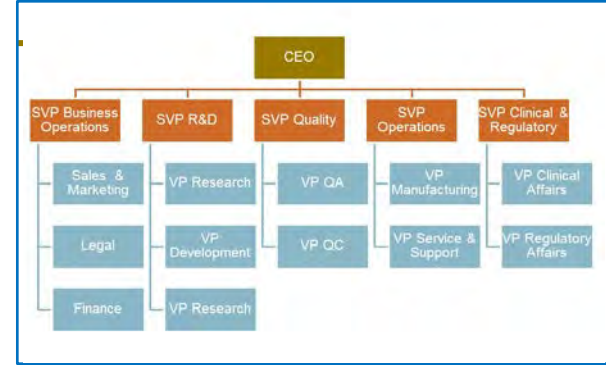 CEO
SVP Business
Operations
SVP R&D
SVP Quality
SVP
Operations
SVP Clinical &
Regulatory
Sales &
Marketing
VP Research
VP QA
VP
Manufacturing
VP Clinical
Affairs
Legal
VP
Development
VP QC
VP Service &
Support
VP Regulatory
Affairs
Finance
VP Research